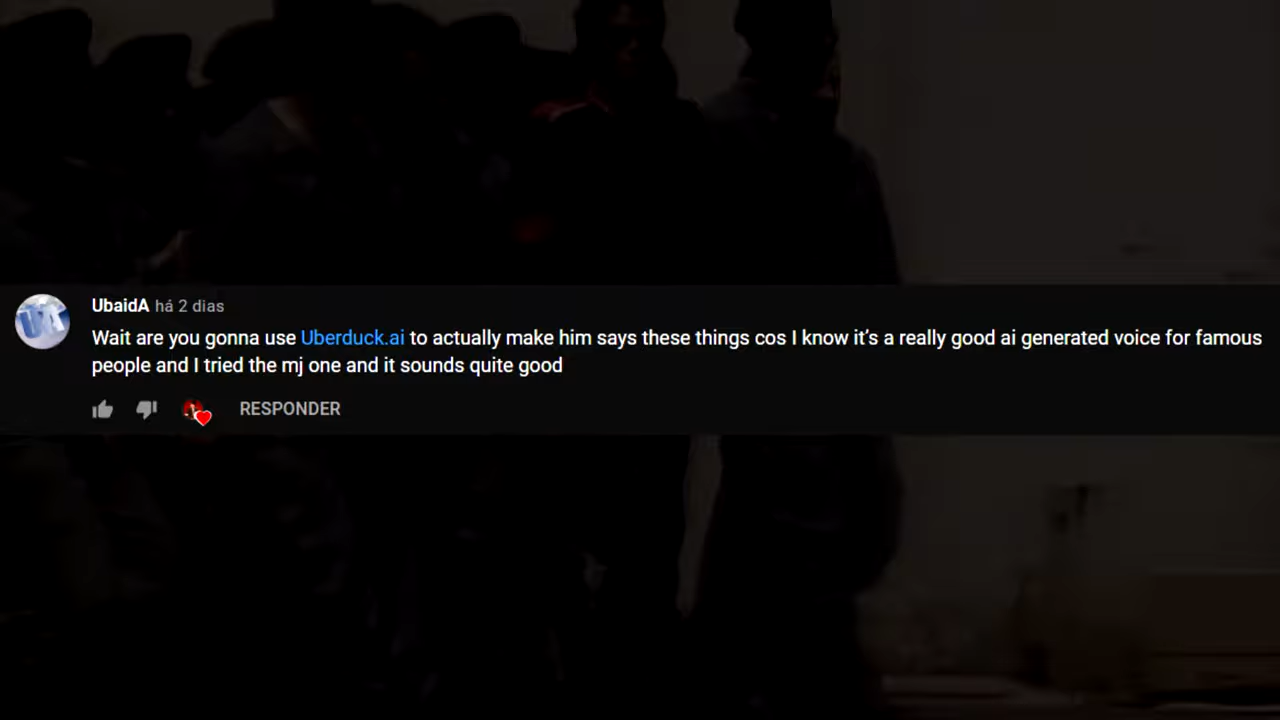 UbaidA há 2 dias
Wait are you gonna use Uberduck.ai to actually make him says these things cos I know it's a really good ai generated voice for famous
people and I tried the mj one and it sounds quite good
RESPONDER